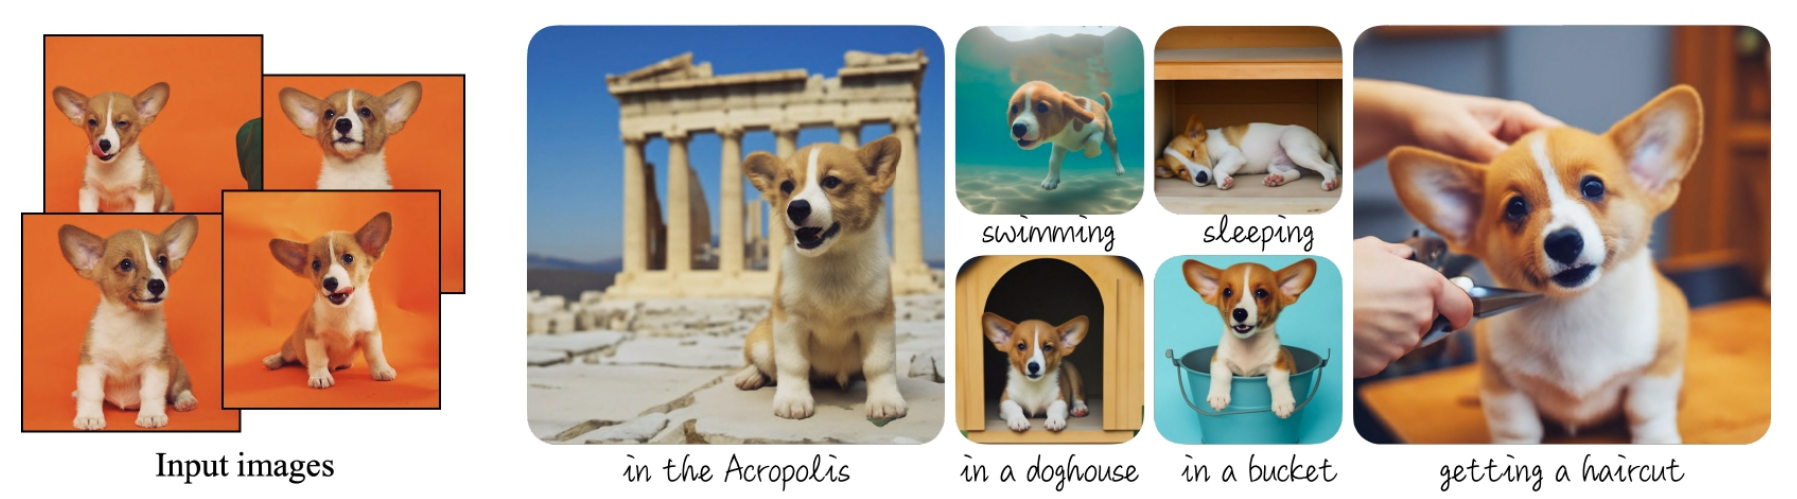 Input images
in the Acropolis
swimming
sleeping
in a doghouse
in a bucket
getting a haircut